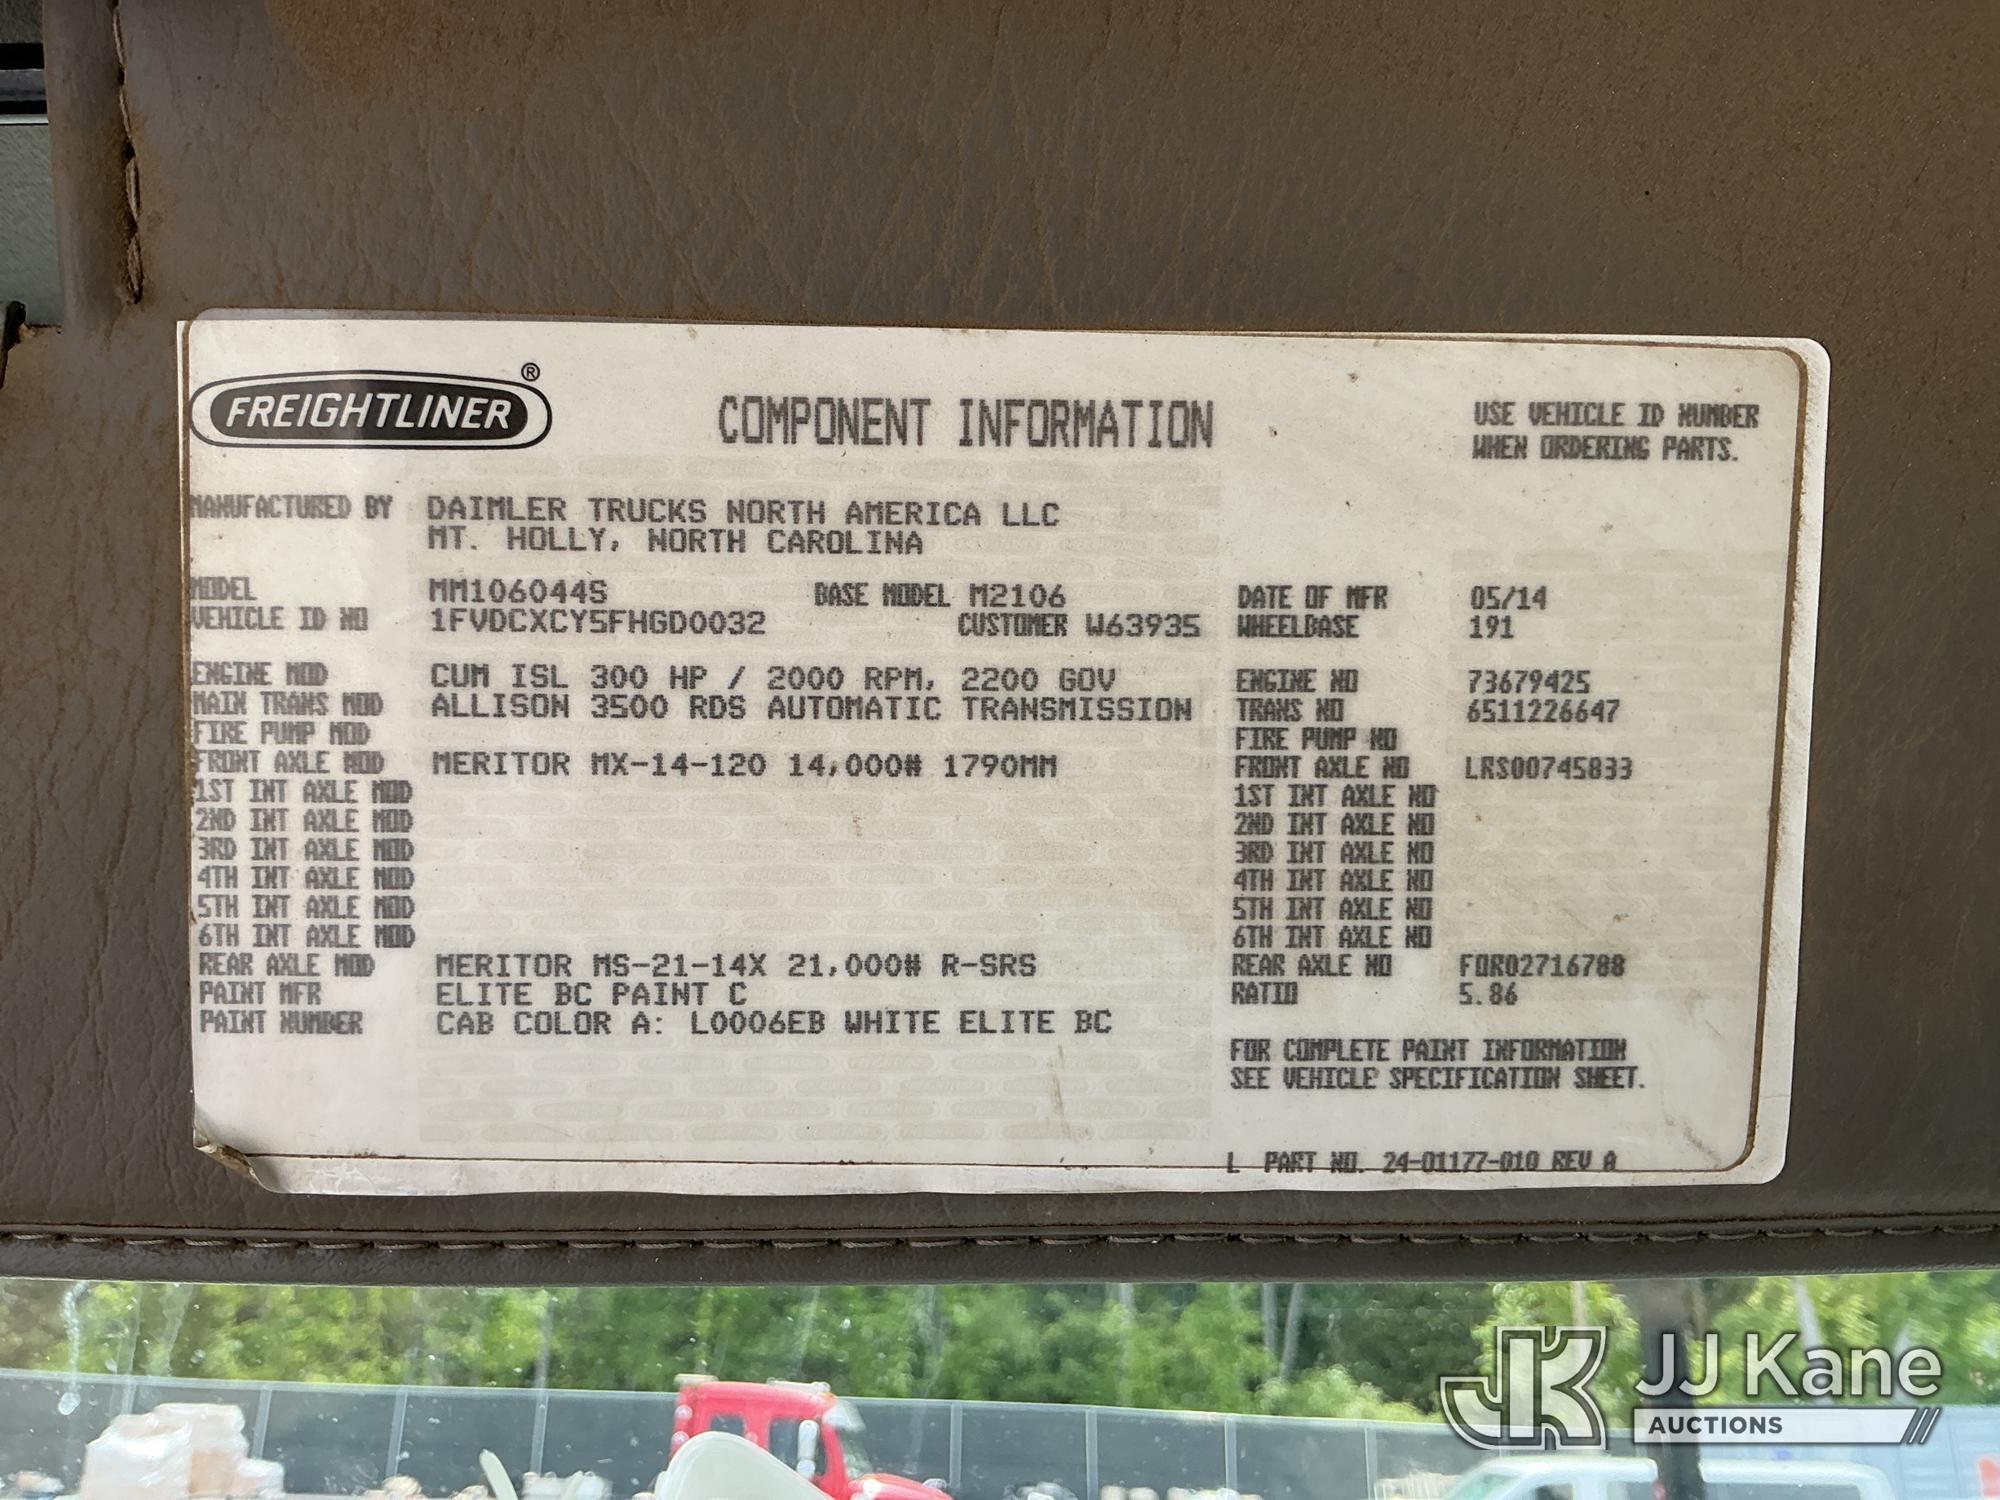 FREIGHTLINER ®
COMPONENT INFORMATION
USE VEHICLE ID NUMBER
WHEN ORDERING PARTS.
MANUFACTURED BY DAIMLER TRUCKS NORTH AMERICA LLC
MT. HOLLY, NORTH CAROLINA
MODEL MM106044S BASE MODEL M2106 DATE OF MFR 05/14
VEHICLE ID NO 1FVDCXCY5FHGD0032 CUSTOMER W63935 WHEELBASE 191
ENGINE MOD CUM ISL 300 HP / 2000 RPM, 2200 GOV ENGINE NO 73679425
MAIN TRANS MOD ALLISON 3500 RDS AUTOMATIC TRANSMISSION TRANS NO 6511226647
FIRE PUMP MOD FIRE PUMP NO
FRONT AXLE MOD MERITOR MX-14-120 14,000# 1790MM FRONT AXLE NO LRS00745833
1ST INT AXLE MOD 1ST INT AXLE NO
2ND INT AXLE MOD 2ND INT AXLE NO
3RD INT AXLE MOD 3RD INT AXLE NO
4TH INT AXLE MOD 4TH INT AXLE NO
5TH INT AXLE MOD 5TH INT AXLE NO
6TH INT AXLE MOD 6TH INT AXLE NO
REAR AXLE MOD MERITOR MS-21-14X 21,000# R-SRS REAR AXLE NO FOR02716788
PAINT MFR ELITE BC PAINT C RATIO 5.86
PAINT NUMBER CAB COLOR A: L0006EB WHITE ELITE BC
FOR COMPLETE PAINT INFORMATION
SEE VEHICLE SPECIFICATION SHEET.
L PART NO. 24-01177-010 REV A
JK JJ Kane
AUCTIONS